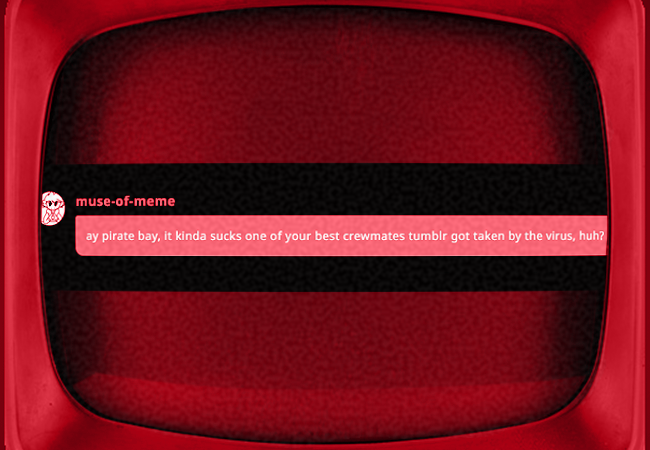 muse-of-meme
ay pirate bay, it kinda sucks one of your best crewmates tumblr got taken by the virus, huh?